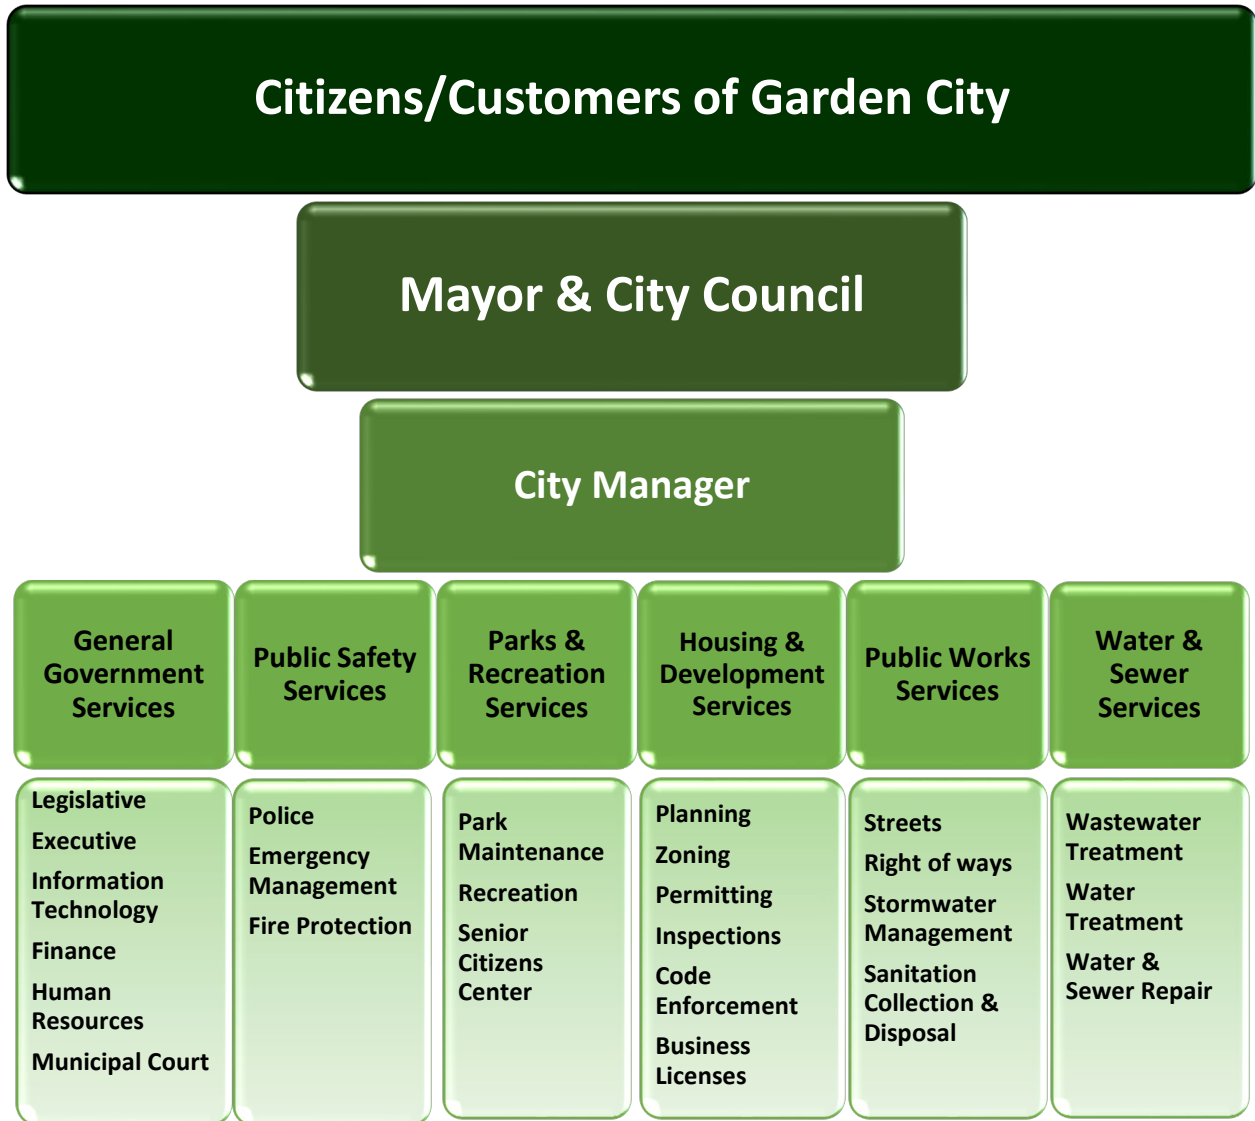 Citizens/Customers of Garden City
Mayor & City Council
City Manager
General
Government
Services
Public Safety
Services
Parks &
Recreation
Services
Housing &
Development
Services
Public Works
Services
Water &
Sewer
Services
Legislative
Executive
Information
Technology
Finance
Human
Resources
Municipal Court
Police
Emergency
Management
Fire Protection
Park
Maintenance
Recreation
Senior
Citizens
Center
Planning
Zoning
Permitting
Inspections
Code
Enforcement
Business
Licenses
Streets
Right of ways
Stormwater
Management
Sanitation
Collection &
Disposal
Wastewater
Treatment
Water
Treatment
Water &
Sewer Repair